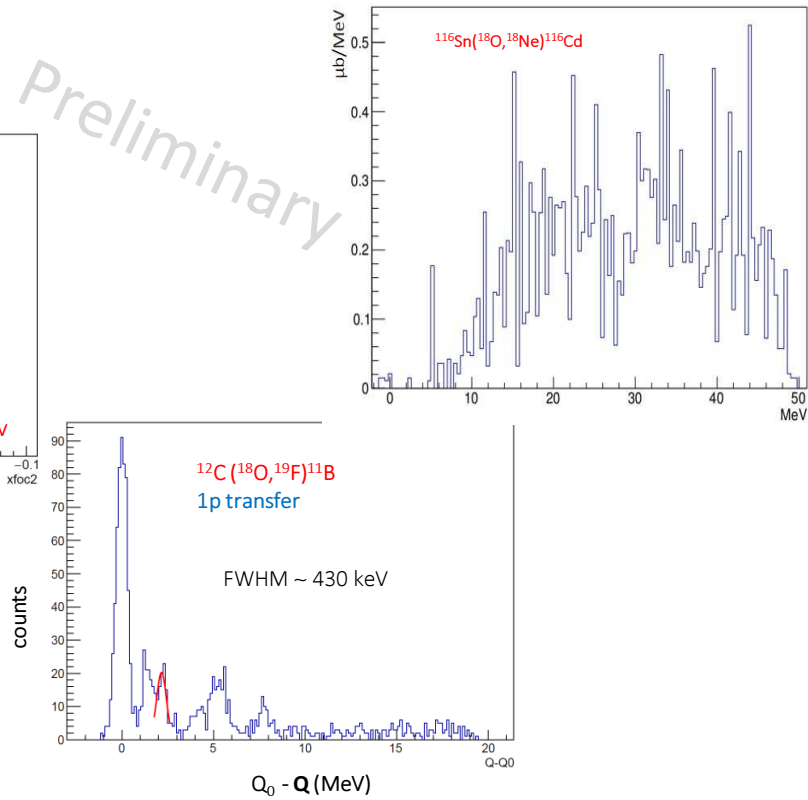 Preliminary
μb/MeV
¹¹⁶Sn(¹⁸O,¹⁸Ne)¹¹⁶Cd
0.5
0.4
0.3
0.2
0.1
0
0 10 20 30 40 50
MeV
V
−0.1
xfoc2
¹²C (¹⁸O,¹⁹F)¹¹B
1p transfer
FWHM ~ 430 keV
counts
90
80
70
60
50
40
30
20
10
0
0 5 10 15 20
Q-Q0
Q₀ - Q (MeV)